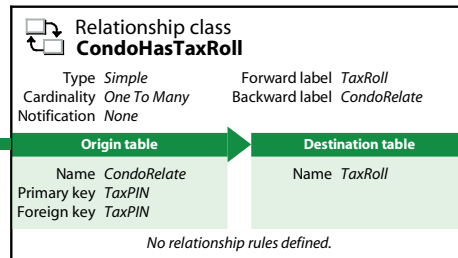 Relationship class
CondoHasTaxRoll
Type Simple Forward label TaxRoll
Cardinality One To Many Backward label CondoRelate
Notification None
Origin table Destination table
Name CondoRelate Name TaxRoll
Primary key TaxPIN
Foreign key TaxPIN
No relationship rules defined.